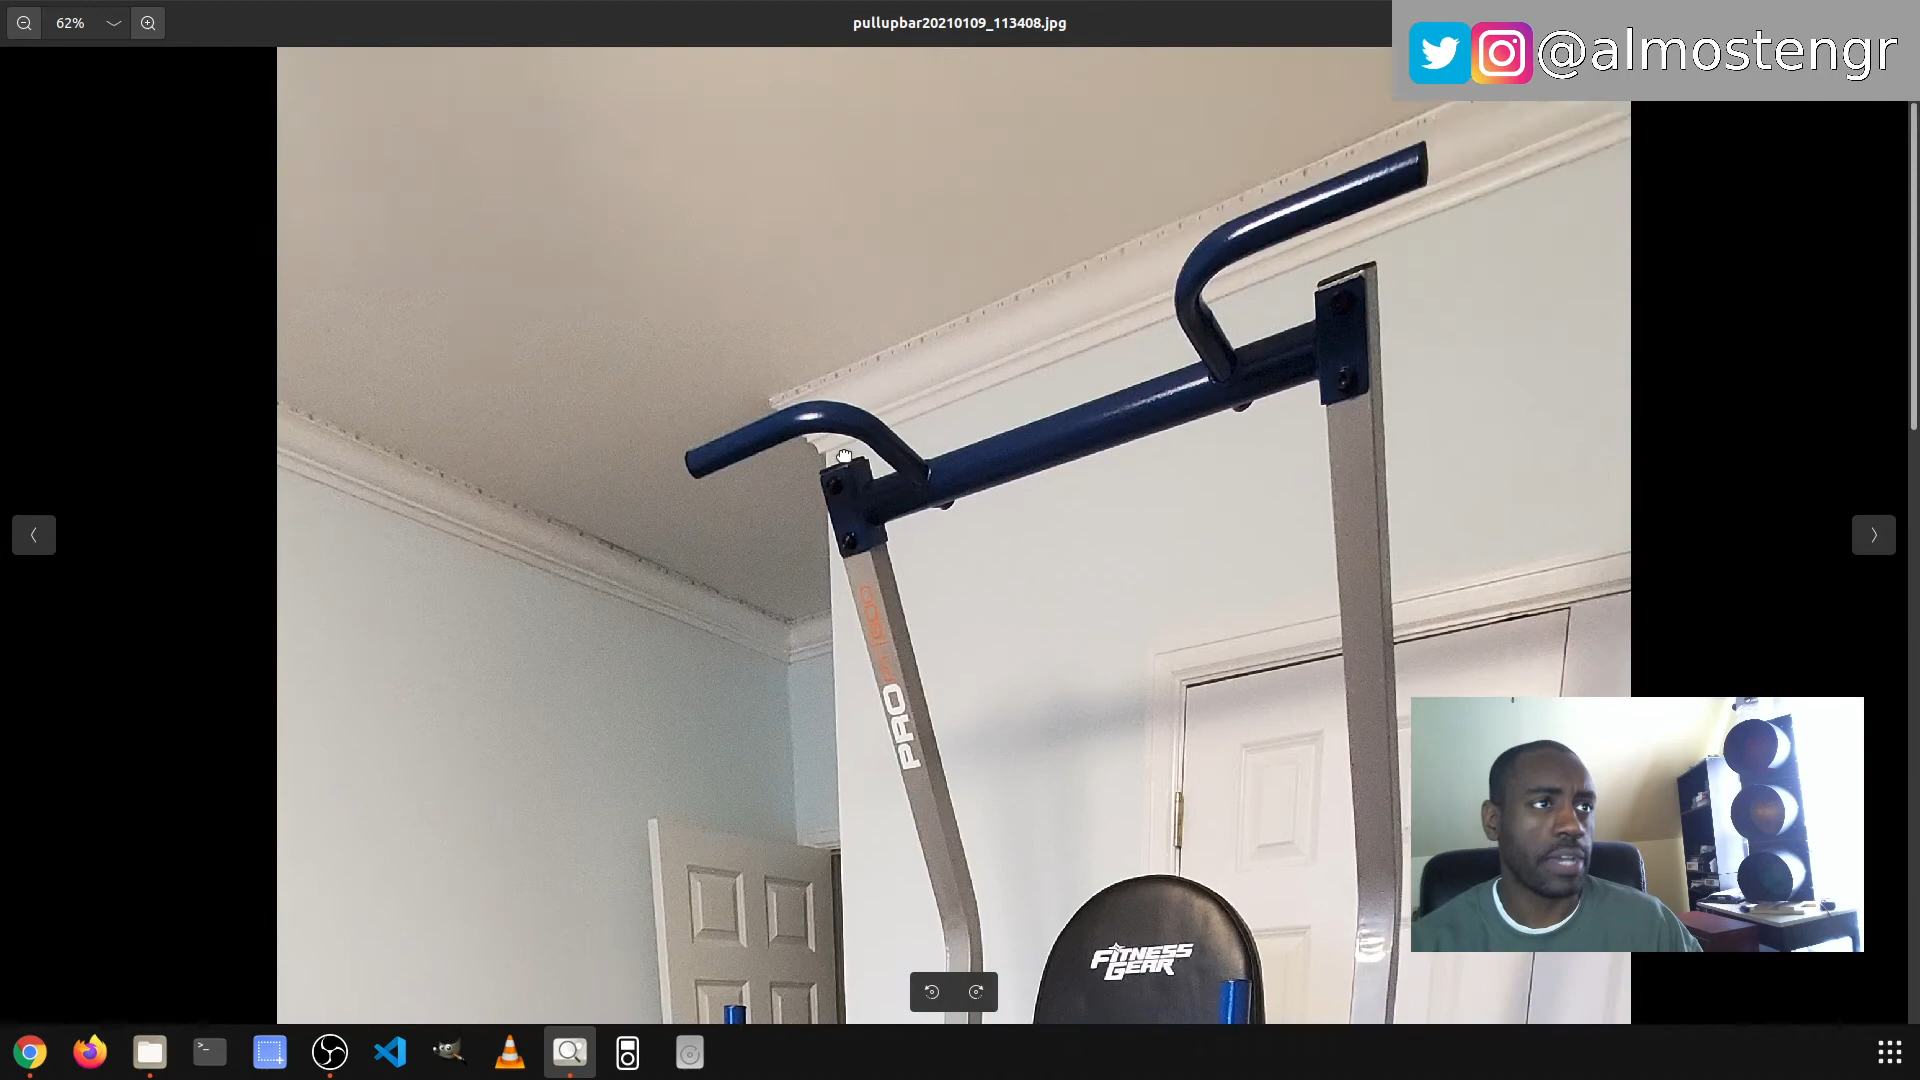 62%
pullupbar20210109_113408.jpg
@almostengr
PRO
FITNESS
GEAR